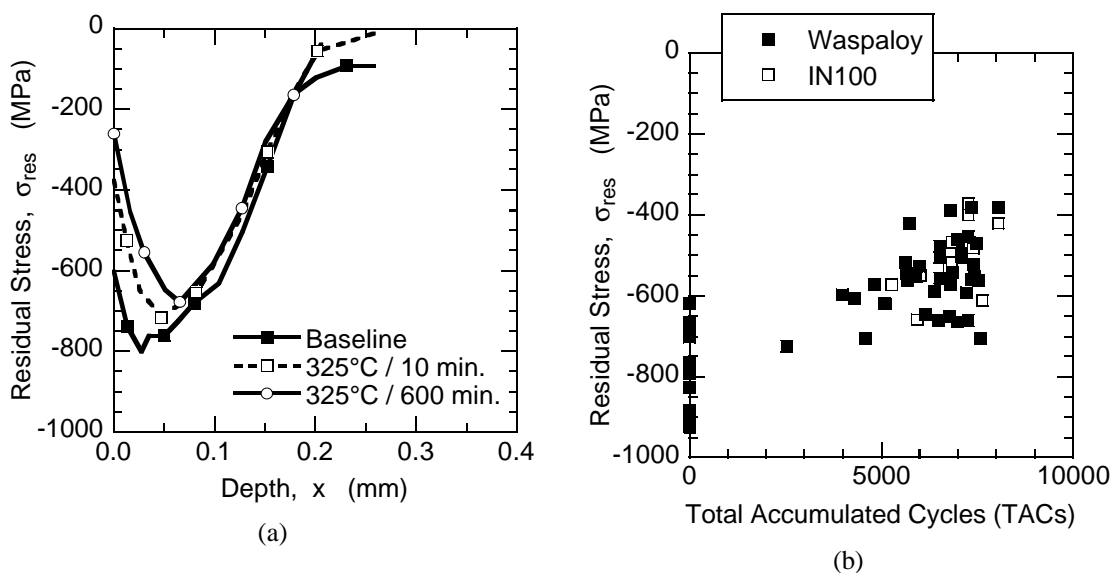 0
-200
-400
-600
-800
-1000
Residual Stress, σres (MPa)
Baseline
325°C / 10 min.
325°C / 600 min.
0.0 0.1 0.2 0.3 0.4
Depth, x (mm)
(a)
Waspaloy
IN100
0
-200
-400
-600
-800
-1000
Residual Stress, σres (MPa)
0 5000 10000
Total Accumulated Cycles (TACs)
(b)